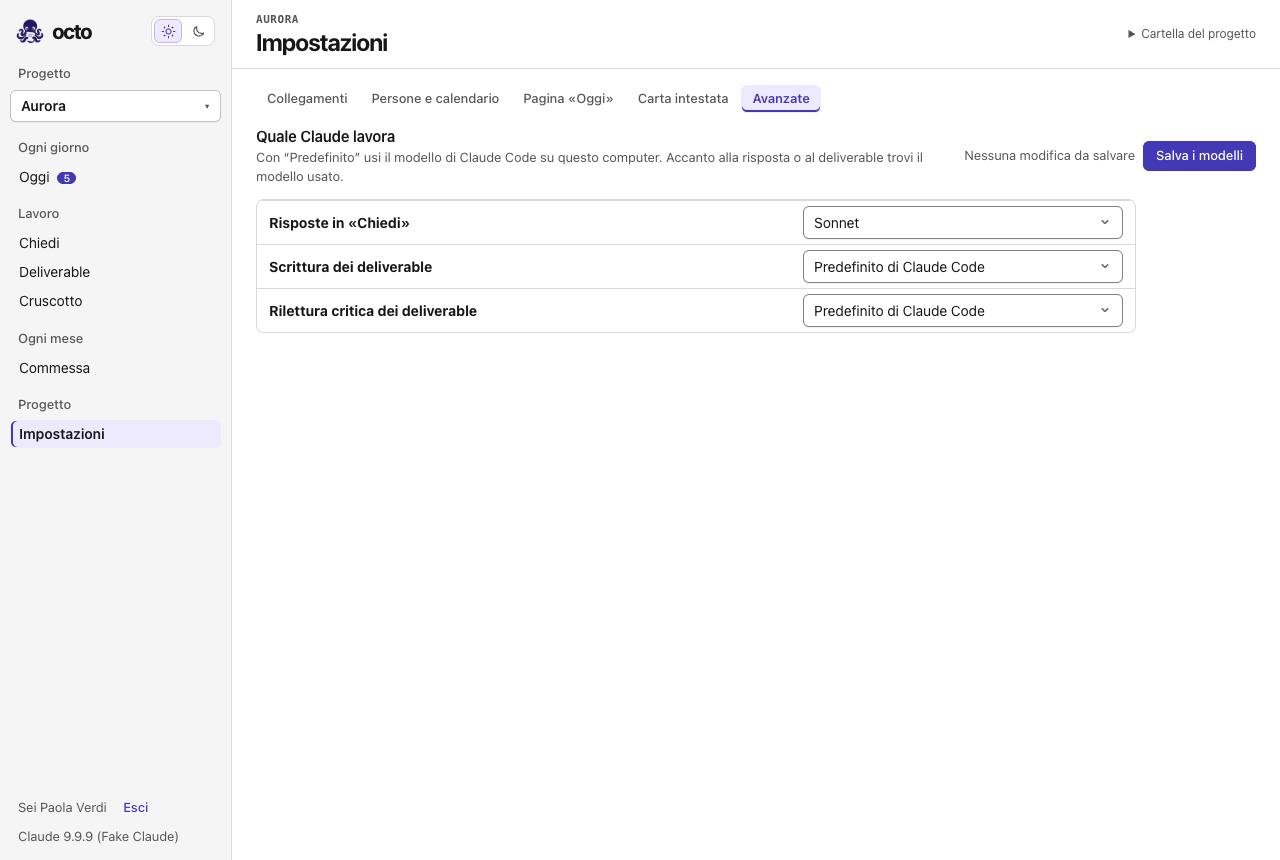 octo
Progetto
Aurora
Ogni giorno
Oggi 5
Lavoro
Chiedi
Deliverable
Cruscotto
Ogni mese
Commessa
Progetto
Impostazioni
Sei Paola Verdi Esci
Claude 9.9.9 (Fake Claude)
AURORA
Impostazioni
Cartella del progetto
Collegamenti Persone e calendario Pagina «Oggi» Carta intestata Avanzate
Quale Claude lavora
Con “Predefinito” usi il modello di Claude Code su questo computer. Accanto alla risposta o al deliverable trovi il
modello usato.
Nessuna modifica da salvare Salva i modelli
Risposte in «Chiedi» Sonnet
Scrittura dei deliverable Predefinito di Claude Code
Rilettura critica dei deliverable Predefinito di Claude Code